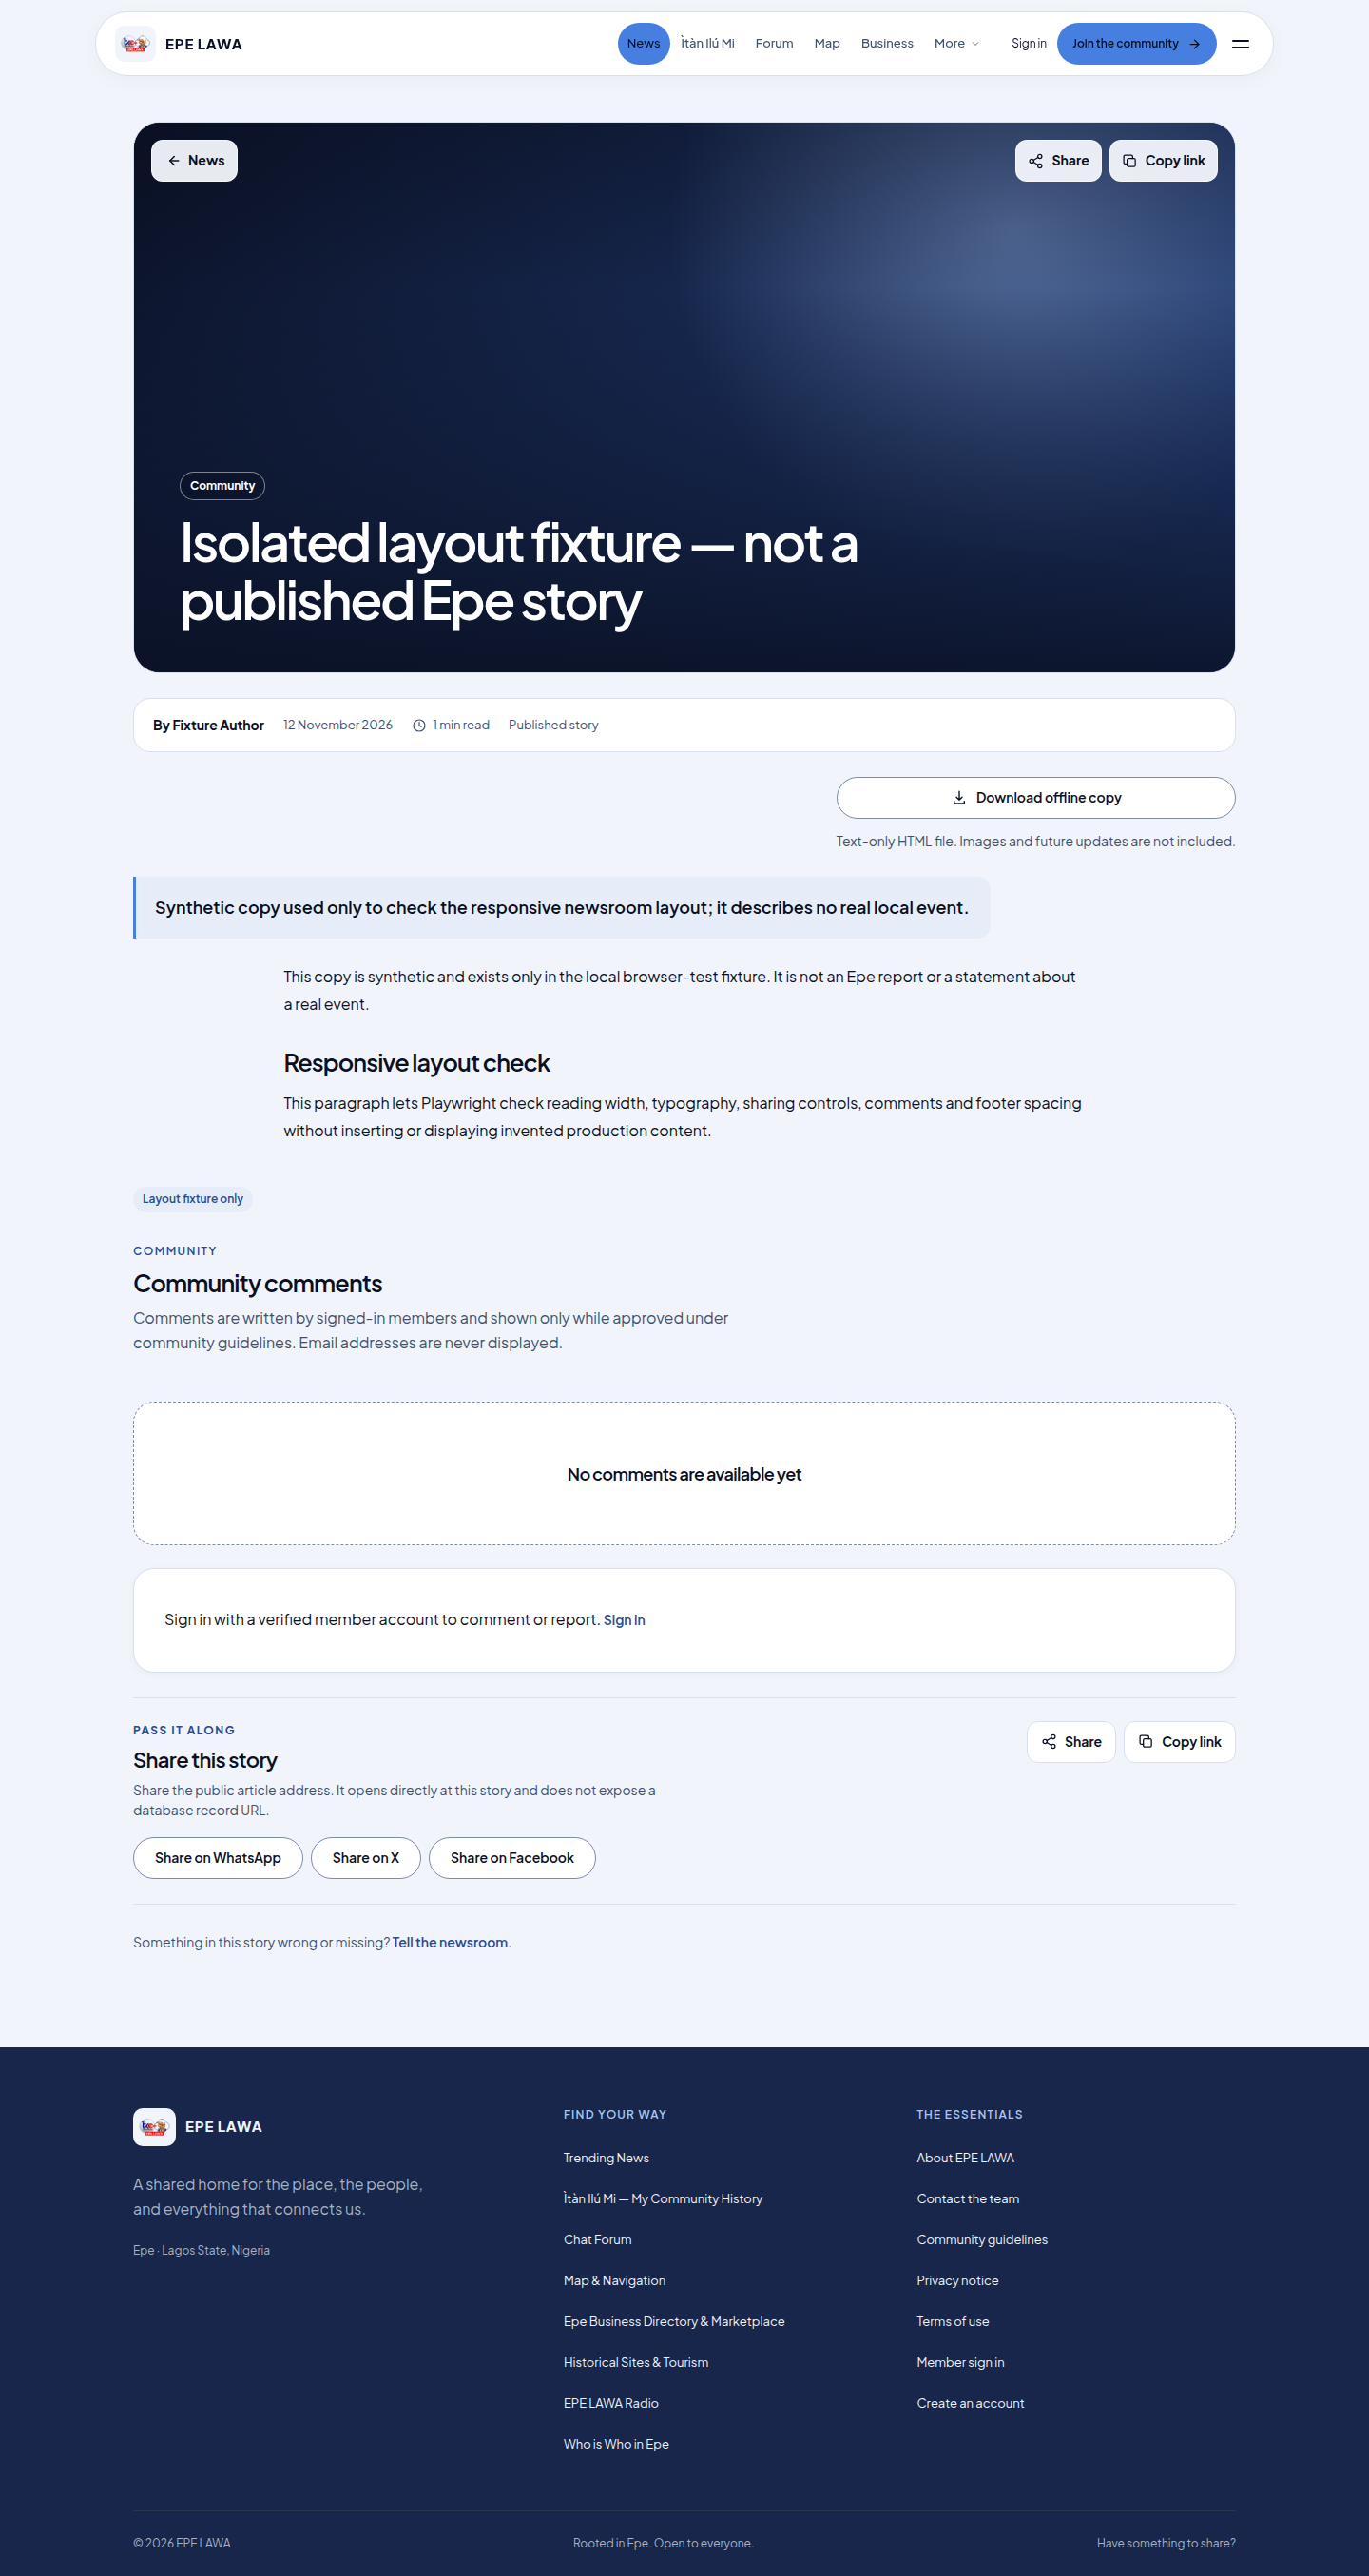 EPE LAWA
News
Ìtàn Ilú Mi
Forum
Map
Business
More
Sign in
Join the community
News
Share
Copy link
Community
Isolated layout fixture — not a
published Epe story
By Fixture Author
12 November 2026
1 min read
Published story
Download offline copy
Text-only HTML file. Images and future updates are not included.
Synthetic copy used only to check the responsive newsroom layout; it describes no real local event.
This copy is synthetic and exists only in the local browser-test fixture. It is not an Epe report or a statement about
a real event.
Responsive layout check
This paragraph lets Playwright check reading width, typography, sharing controls, comments and footer spacing
without inserting or displaying invented production content.
Layout fixture only
COMMUNITY
Community comments
Comments are written by signed-in members and shown only while approved under
community guidelines. Email addresses are never displayed.
No comments are available yet
Sign in with a verified member account to comment or report. Sign in
PASS IT ALONG
Share this story
Share the public article address. It opens directly at this story and does not expose a
database record URL.
Share
Copy link
Share on WhatsApp
Share on X
Share on Facebook
Something in this story wrong or missing? Tell the newsroom.
EPE LAWA
A shared home for the place, the people,
and everything that connects us.
Epe · Lagos State, Nigeria
FIND YOUR WAY
Trending News
Ìtàn Ilú Mi — My Community History
Chat Forum
Map & Navigation
Epe Business Directory & Marketplace
Historical Sites & Tourism
EPE LAWA Radio
Who is Who in Epe
THE ESSENTIALS
About EPE LAWA
Contact the team
Community guidelines
Privacy notice
Terms of use
Member sign in
Create an account
© 2026 EPE LAWA
Rooted in Epe. Open to everyone.
Have something to share?